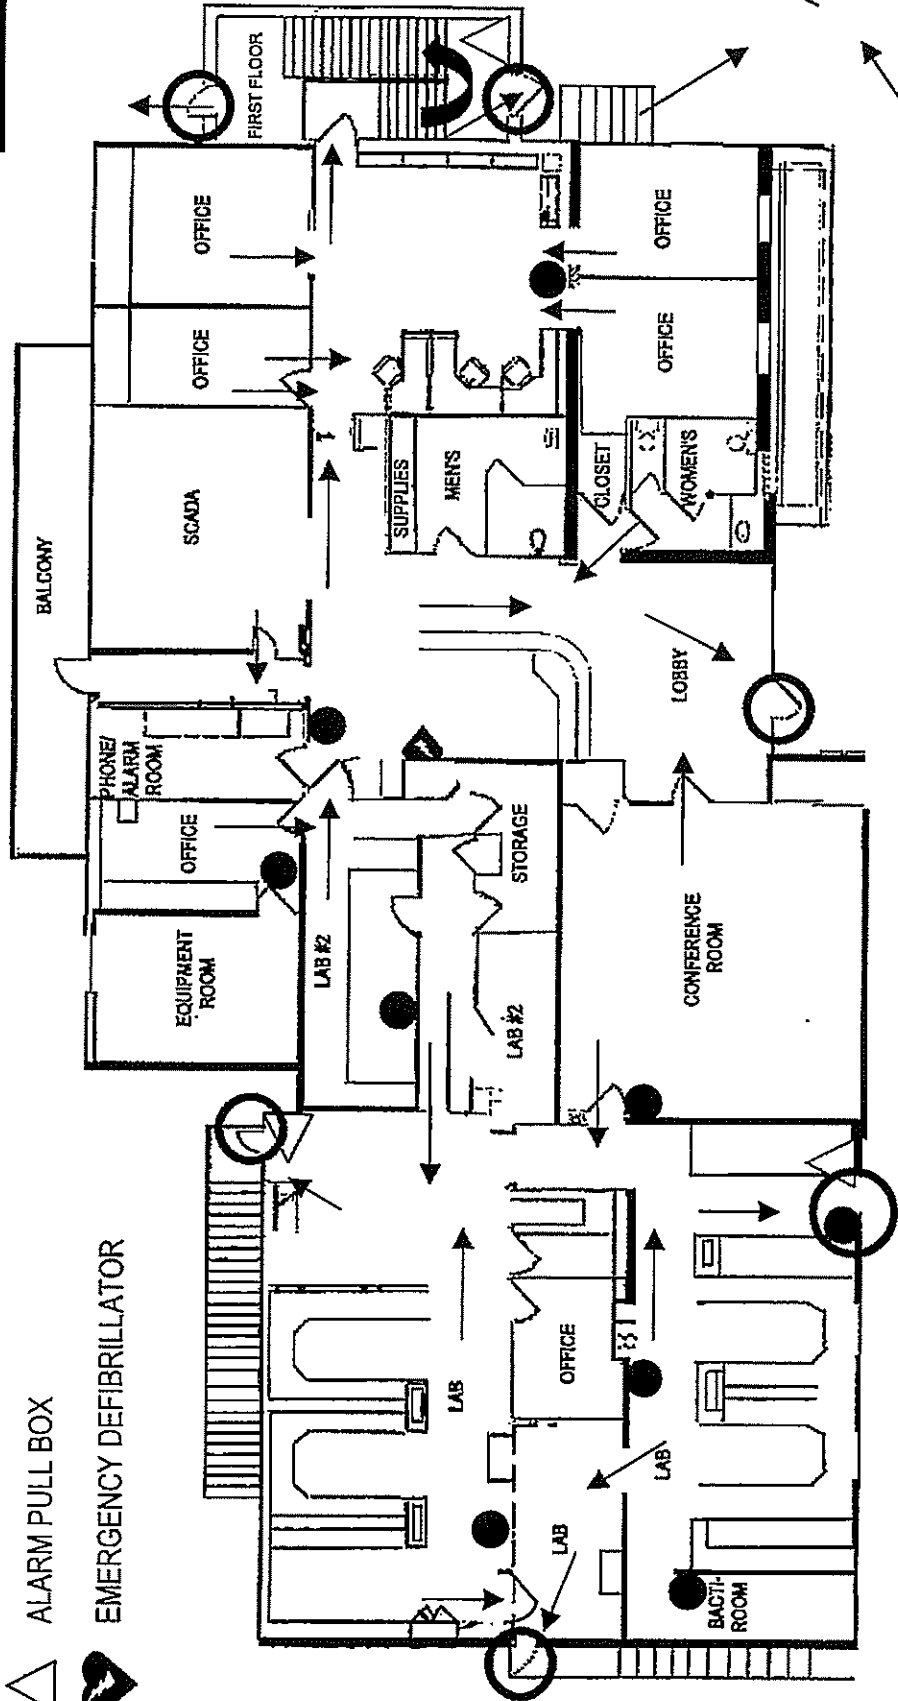 ALARM PULL BOX
EMERGENCY DEFIBRILLATOR
BALCONY
EQUIPMENT
ROOM
OFFICE
PHONE/
ALARM
ROOM
SCADA
OFFICE
OFFICE
FIRST FLOOR
LAB #2
LAB
LAB #2
STORAGE
SUPPLIES
MEN'S
LAB
OFFICE
CLOSET
LAB
BACTI-
ROOM
CONFERENCE
ROOM
LOBBY
WOMEN'S
OFFICE
OFFICE